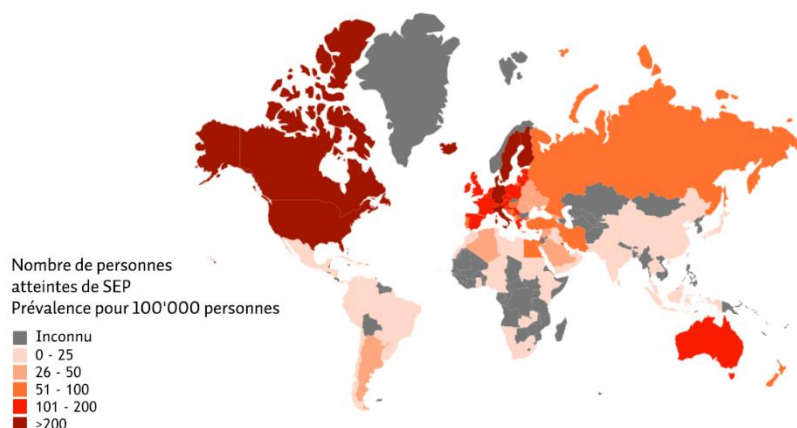 Nombre de personnes
atteintes de SEP
Prévalence pour 100'000 personnes
Inconnu
0 - 25
26 - 50
51 - 100
101 - 200
>200